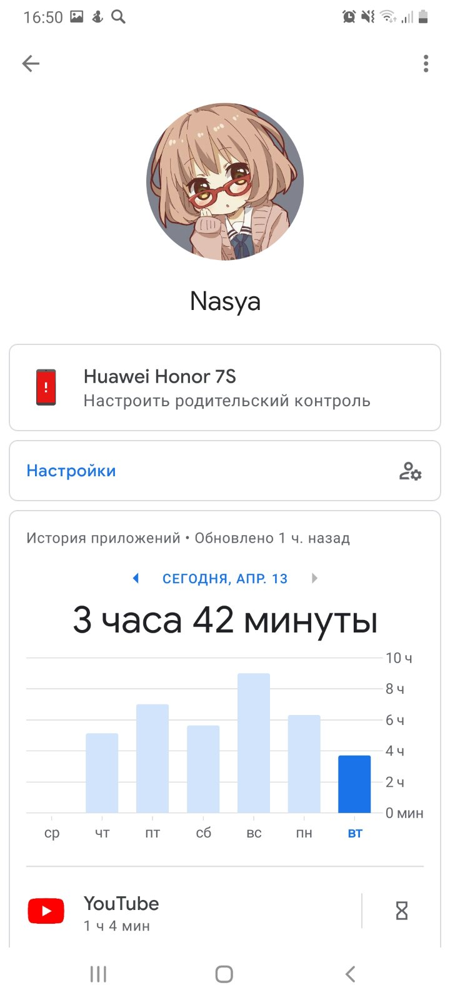 16:50
Nasya
Huawei Honor 7S
Настроить родительский контроль
Настройки
История приложений • Обновлено 1 ч. назад
СЕГОДНЯ, АПР. 13
3 часа 42 минуты
10 ч
8 ч
6 ч
4 ч
2 ч
0 мин
ср чт пт сб вс пн вт
YouTube
1 ч 4 мин